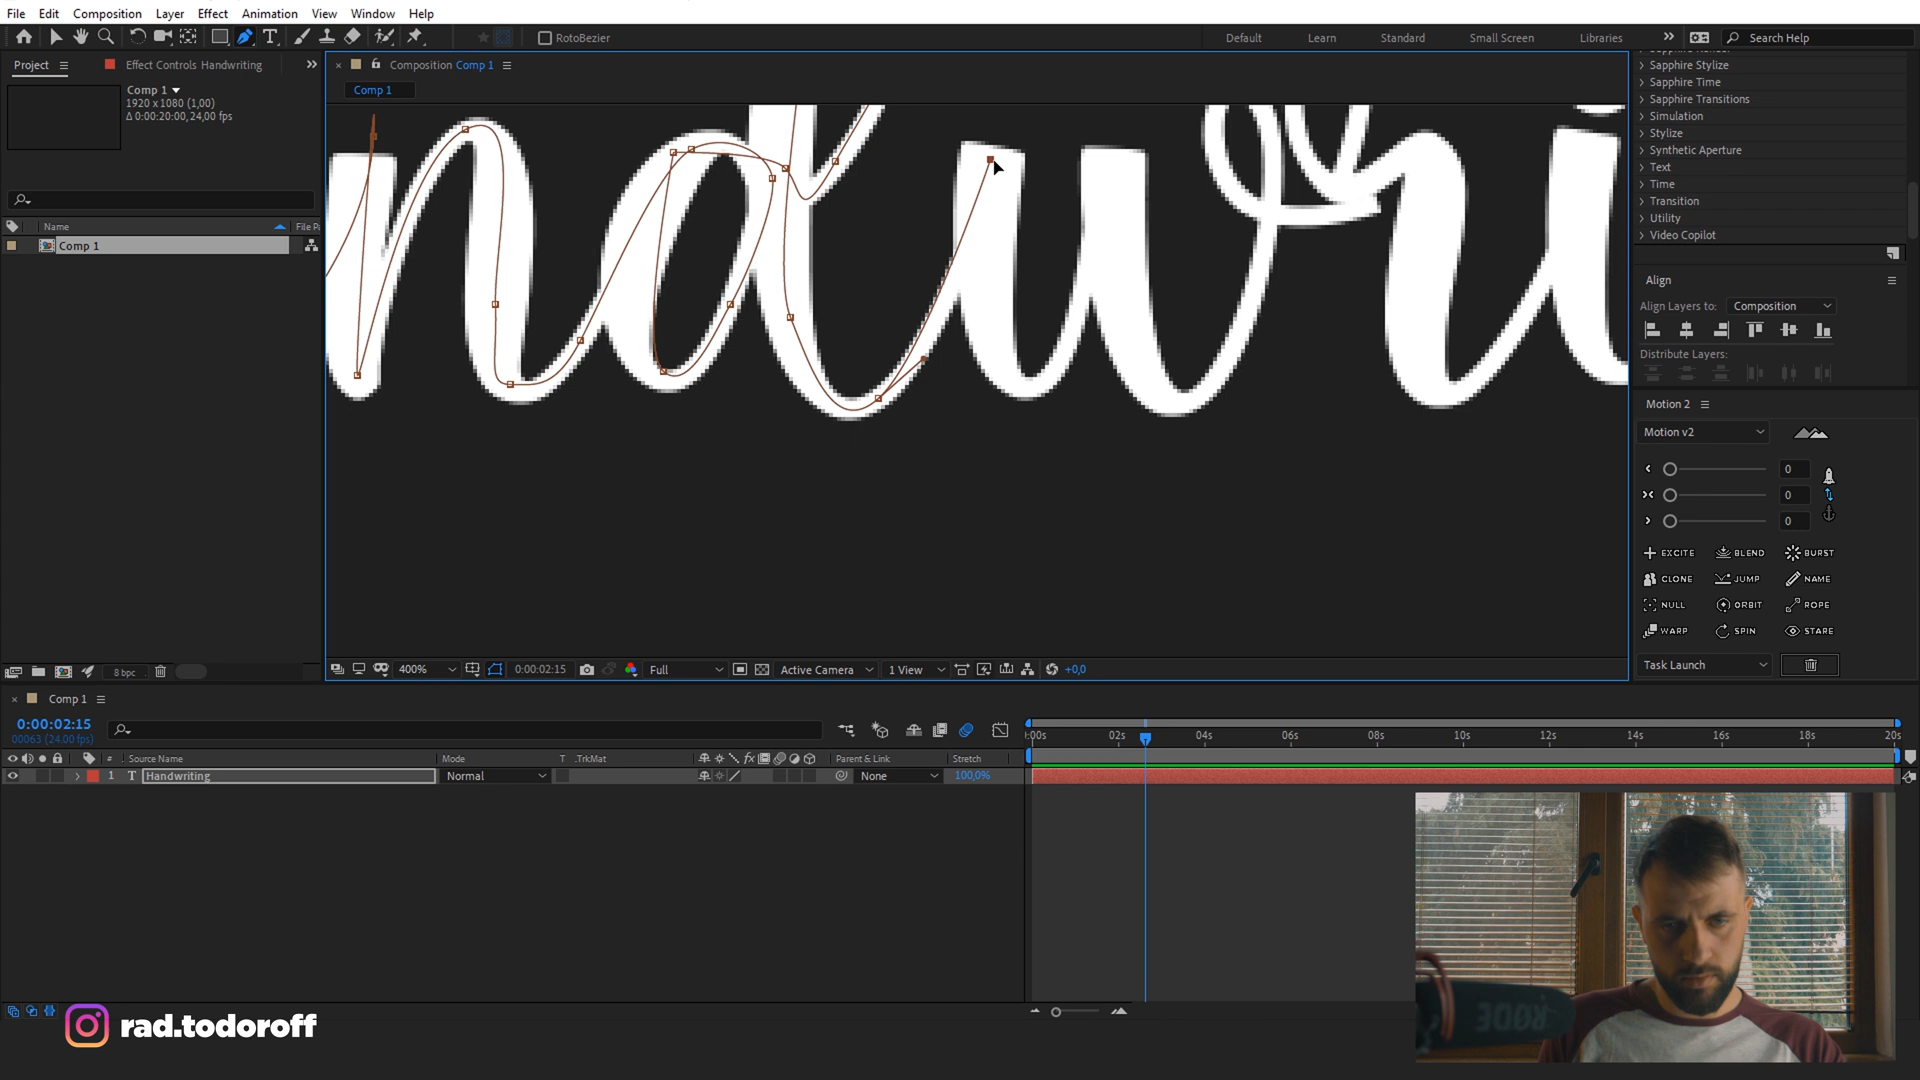 File Edit Composition Layer Effect Animation View Window Help
RotoBezier
Default Learn Standard Small Screen Libraries
Search Help
Project
Effect Controls Handwriting
Composition Comp 1
Comp 1
1920 x 1080 (1,00)
Δ 0:00:20:00, 24,00 fps
Comp 1
Name
File P
Comp 1
8 bpc
ndwri
400%
0:00:02:15
Full
Active Camera
1 View
+0,0
Sapphire Stylize
Sapphire Time
Sapphire Transitions
Simulation
Stylize
Synthetic Aperture
Text
Time
Transition
Utility
Video Copilot
Align
Align Layers to: Composition
Distribute Layers:
Motion 2
Motion v2
0
0
0
EXCITE BLEND BURST
CLONE JUMP NAME
NULL ORBIT ROPE
WARP SPIN STARE
Task Launch
Comp 1
0:00:02:15
00063 (24.00 fps)
# Source Name Mode T .TrkMat Parent & Link Stretch
1 T Handwriting Normal None 100,0%
:00s 02s 04s 06s 08s 10s 12s 14s 16s 18s 20s
RODE
rad.todoroff